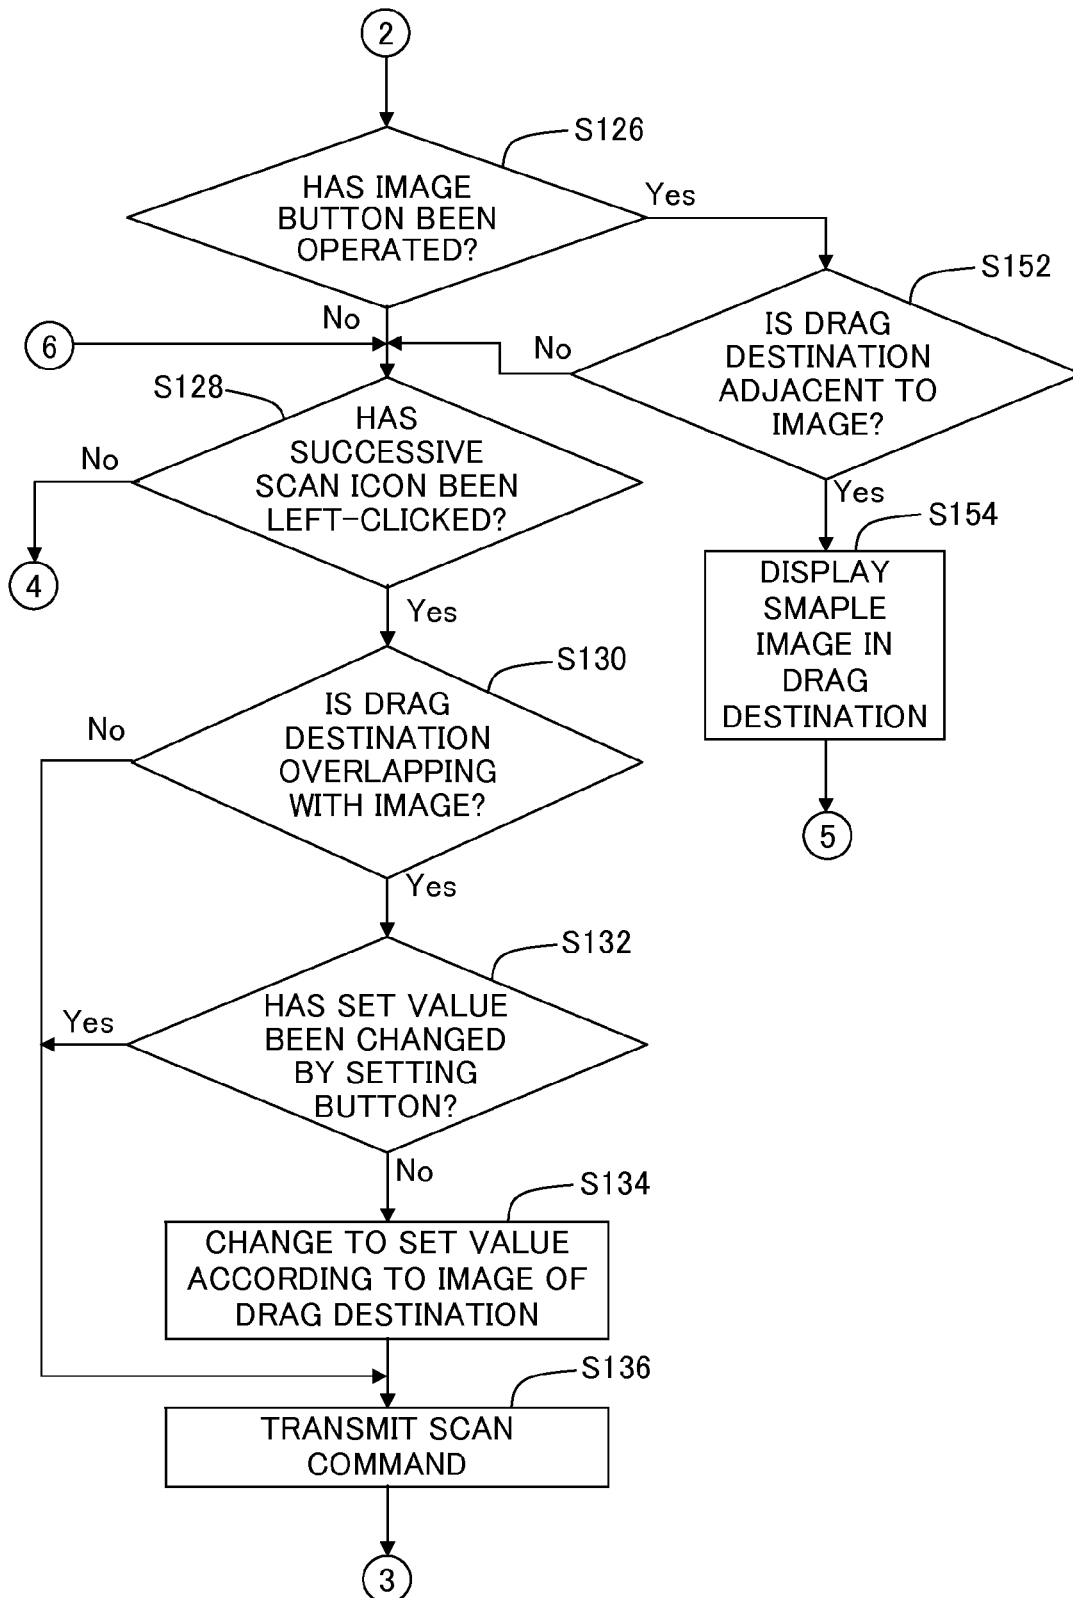 2
S126
HAS IMAGE
BUTTON BEEN
OPERATED?
Yes
No
S152
IS DRAG
DESTINATION
ADJACENT TO
IMAGE?
No
Yes
6
S128
HAS
SUCCESSIVE
SCAN ICON BEEN
LEFT-CLICKED?
No
4
Yes
S154
DISPLAY
SMAPLE
IMAGE IN
DRAG
DESTINATION
5
S130
IS DRAG
DESTINATION
OVERLAPPING
WITH IMAGE?
No
Yes
S132
HAS SET VALUE
BEEN CHANGED
BY SETTING
BUTTON?
Yes
No
S134
CHANGE TO SET VALUE
ACCORDING TO IMAGE OF
DRAG DESTINATION
S136
TRANSMIT SCAN
COMMAND
3